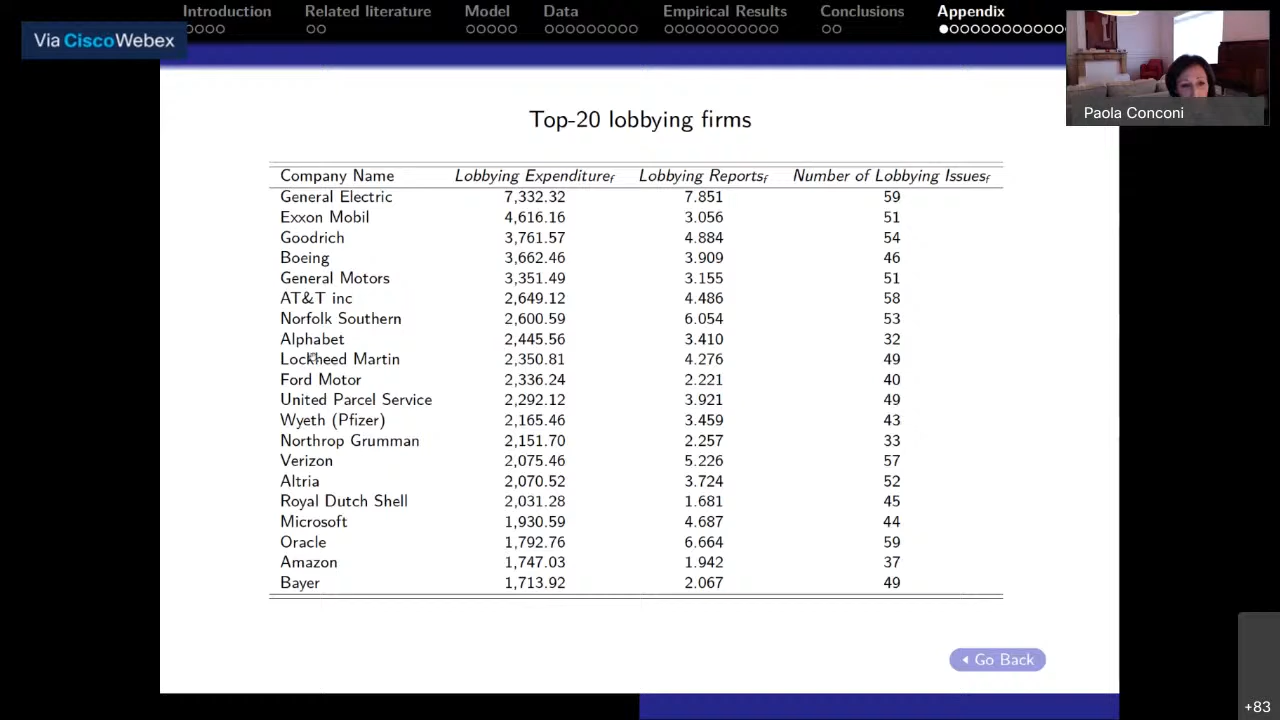 Introduction Related literature Model Data Empirical Results Conclusions Appendix
Via CiscoWebex
Paola Conconi
Top-20 lobbying firms
Company Name Lobbying Expendituref Lobbying Reportsf Number of Lobbying Issuesf
General Electric 7,332.32 7.851 59
Exxon Mobil 4,616.16 3.056 51
Goodrich 3,761.57 4.884 54
Boeing 3,662.46 3.909 46
General Motors 3,351.49 3.155 51
AT&T inc 2,649.12 4.486 58
Norfolk Southern 2,600.59 6.054 53
Alphabet 2,445.56 3.410 32
Lockheed Martin 2,350.81 4.276 49
Ford Motor 2,336.24 2.221 40
United Parcel Service 2,292.12 3.921 49
Wyeth (Pfizer) 2,165.46 3.459 43
Northrop Grumman 2,151.70 2.257 33
Verizon 2,075.46 5.226 57
Altria 2,070.52 3.724 52
Royal Dutch Shell 2,031.28 1.681 45
Microsoft 1,930.59 4.687 44
Oracle 1,792.76 6.664 59
Amazon 1,747.03 1.942 37
Bayer 1,713.92 2.067 49
Go Back
+83